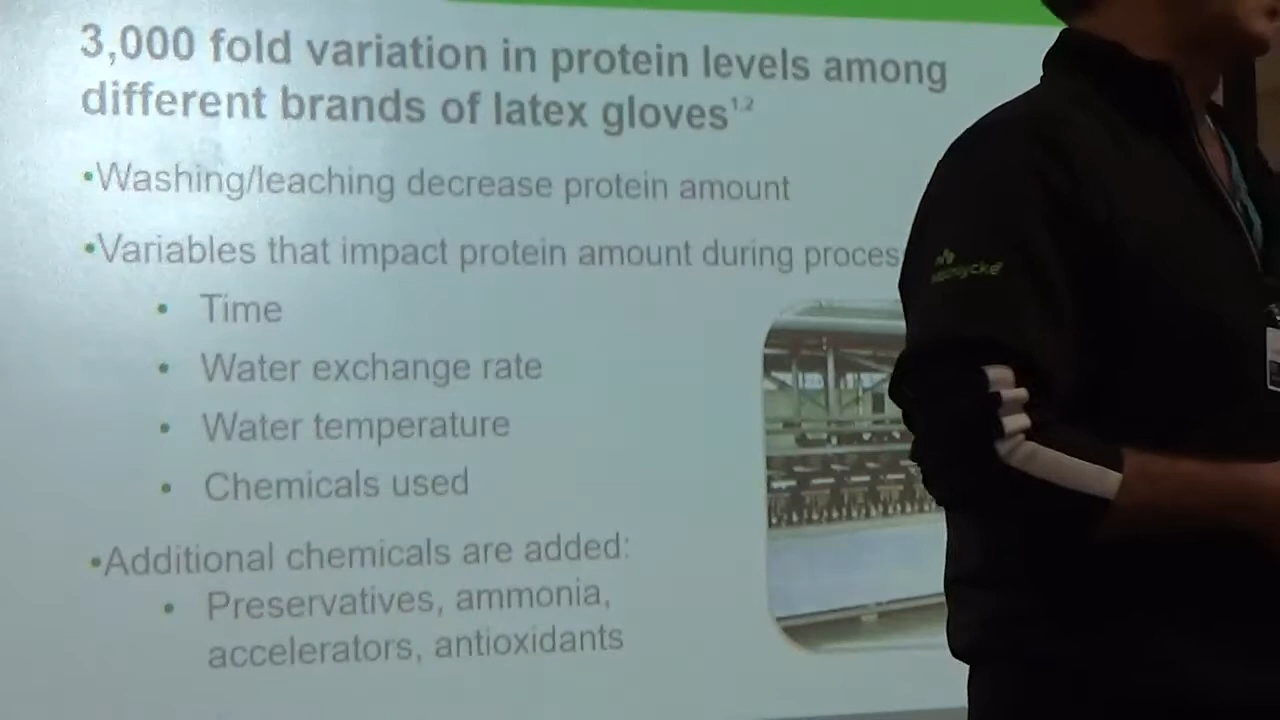 3,000 fold variation in protein levels among
different brands of latex gloves1,2
•Washing/leaching decrease protein amount
•Variables that impact protein amount during
• Time
• Water exchange rate
• Water temperature
• Chemicals used
•Additional chemicals are added:
• Preservatives, ammonia,
accelerators, antioxidants